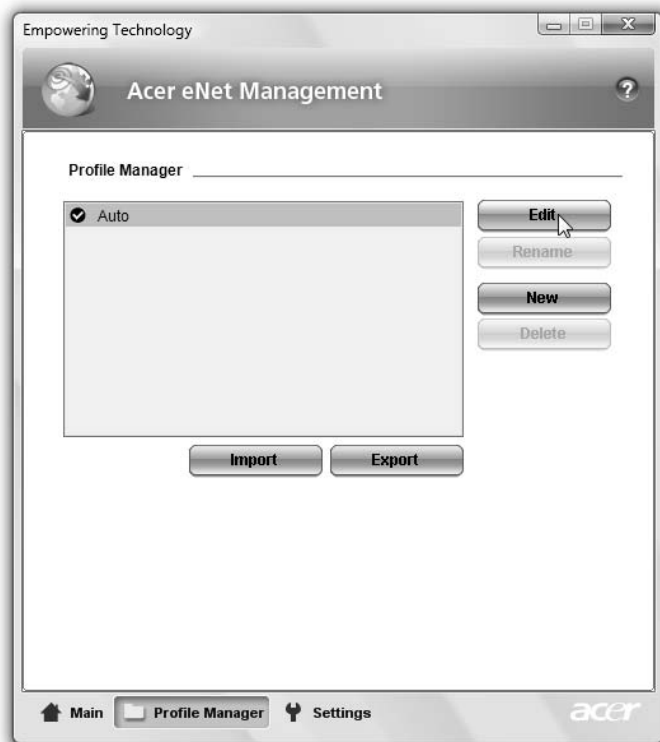 Empowering Technology
Acer eNet Management
?
Profile Manager
Auto
Edit
Rename
New
Delete
Import Export
Main Profile Manager Settings acer